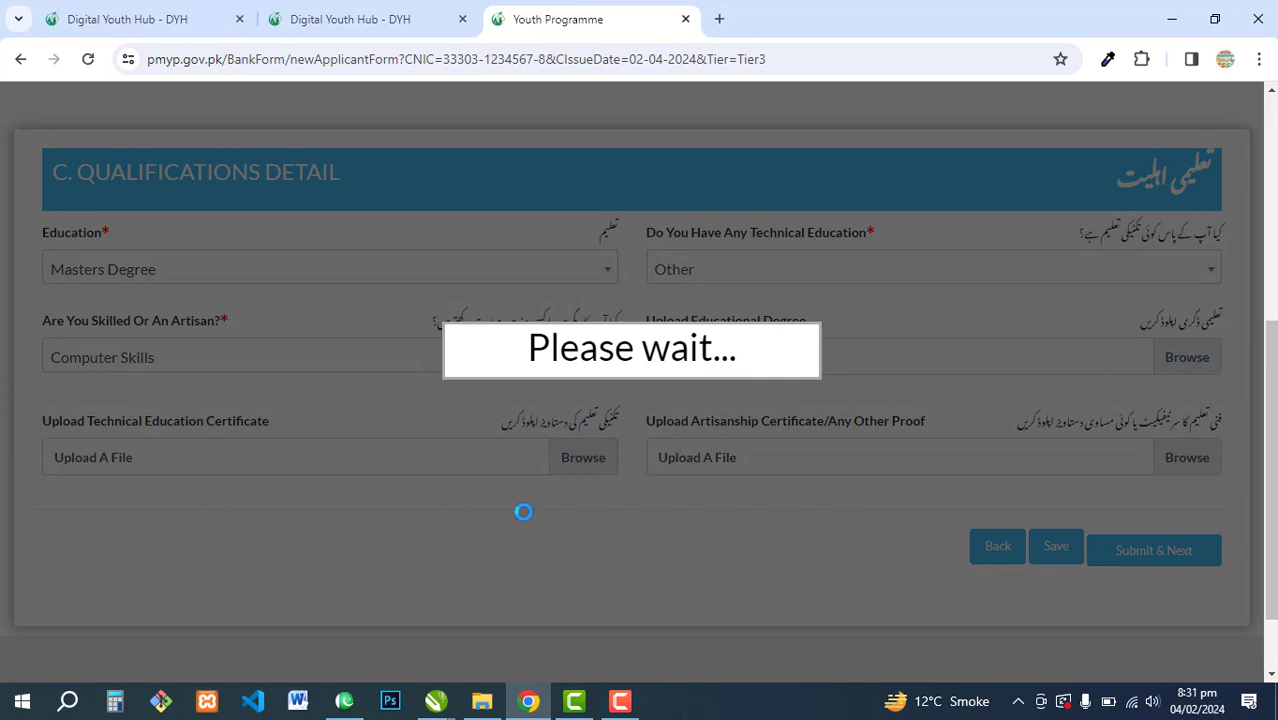 Digital Youth Hub - DYH
Digital Youth Hub - DYH
Youth Programme
pmyp.gov.pk/BankForm/newApplicantForm?CNIC=33303-1234567-8&CIssueDate=02-04-2024&Tier=Tier3
C. QUALIFICATIONS DETAIL تعلیمی اہلیت
Education* تعلیم
Do You Have Any Technical Education* کیا آپ کے پاس کوئی تکنیکی تعلیم ہے؟
Masters Degree
Other
Are You Skilled Or An Artisan?*
Upload Educational Degree تعلیمی ڈگری اپلوڈ کریں
Please wait...
Computer Skills
Browse
Upload Technical Education Certificate تکنیکی تعلیم کی دستاویز اپلوڈ کریں
Upload Artisanship Certificate/Any Other Proof فنی تعلیم کا سرٹیفیکیٹ یا کوئی مساوی دستاویز اپلوڈ کریں
Upload A File Browse
Upload A File Browse
Back Save Submit & Next
12°C Smoke
8:31 pm
04/02/2024